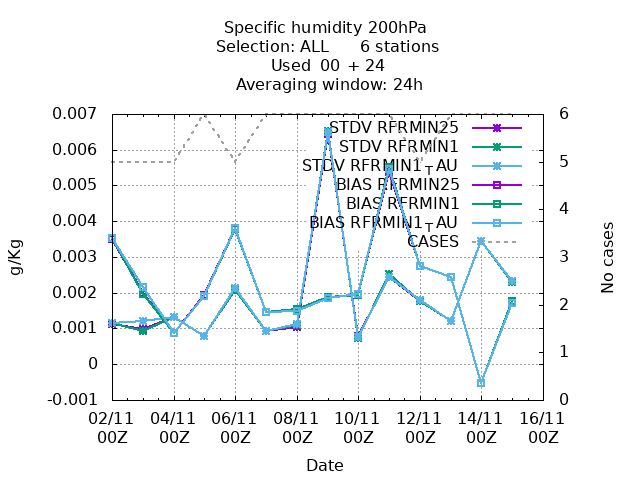 Specific humidity 200hPa
Selection: ALL 6 stations
Used 00 + 24
Averaging window: 24h
0.007
0.006
0.005
0.004
0.003
0.002
0.001
0
-0.001
g/Kg
STDV RFRMIN25
STDV RFRMIN1
STDV RFRMIN1_TAU
BIAS RFRMIN25
BIAS RFRMIN1
BIAS RFRMIN1_TAU
CASES
6
5
4
3
2
1
0
No cases
02/11 04/11 06/11 08/11 10/11 12/11 14/11 16/11
00Z 00Z 00Z 00Z 00Z 00Z 00Z 00Z
Date